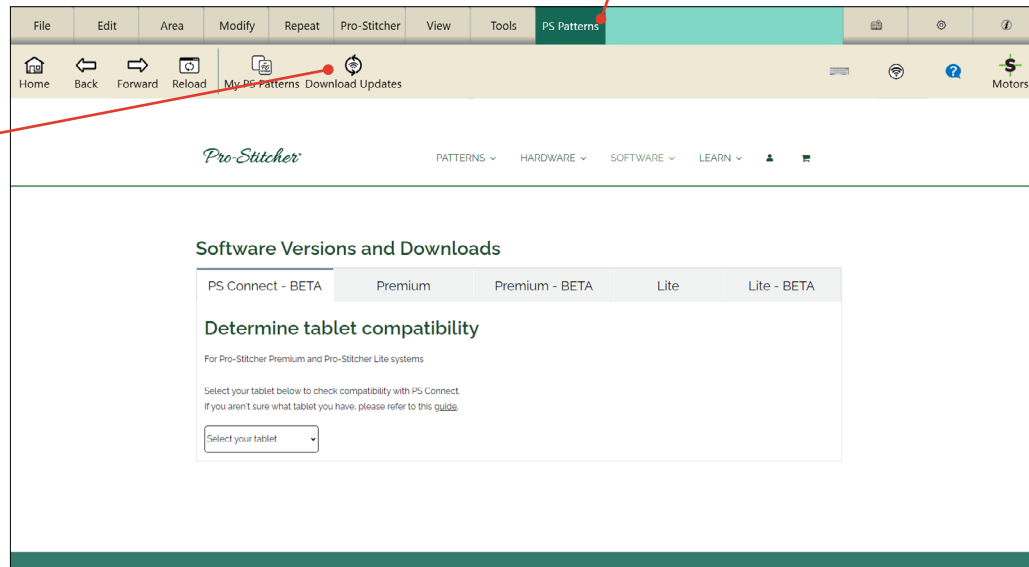 File Edit Area Modify Repeat Pro-Stitcher View Tools PS Patterns
Home Back Forward Reload My PS Patterns Download Updates Motors
Pro-Stitcher® PATTERNS HARDWARE SOFTWARE LEARN
Software Versions and Downloads
PS Connect - BETA Premium Premium - BETA Lite Lite - BETA
Determine tablet compatibility
For Pro-Stitcher Premium and Pro-Stitcher Lite systems
Select your tablet below to check compatibility with PS Connect.
If you aren't sure what tablet you have, please refer to this guide.
Select your tablet